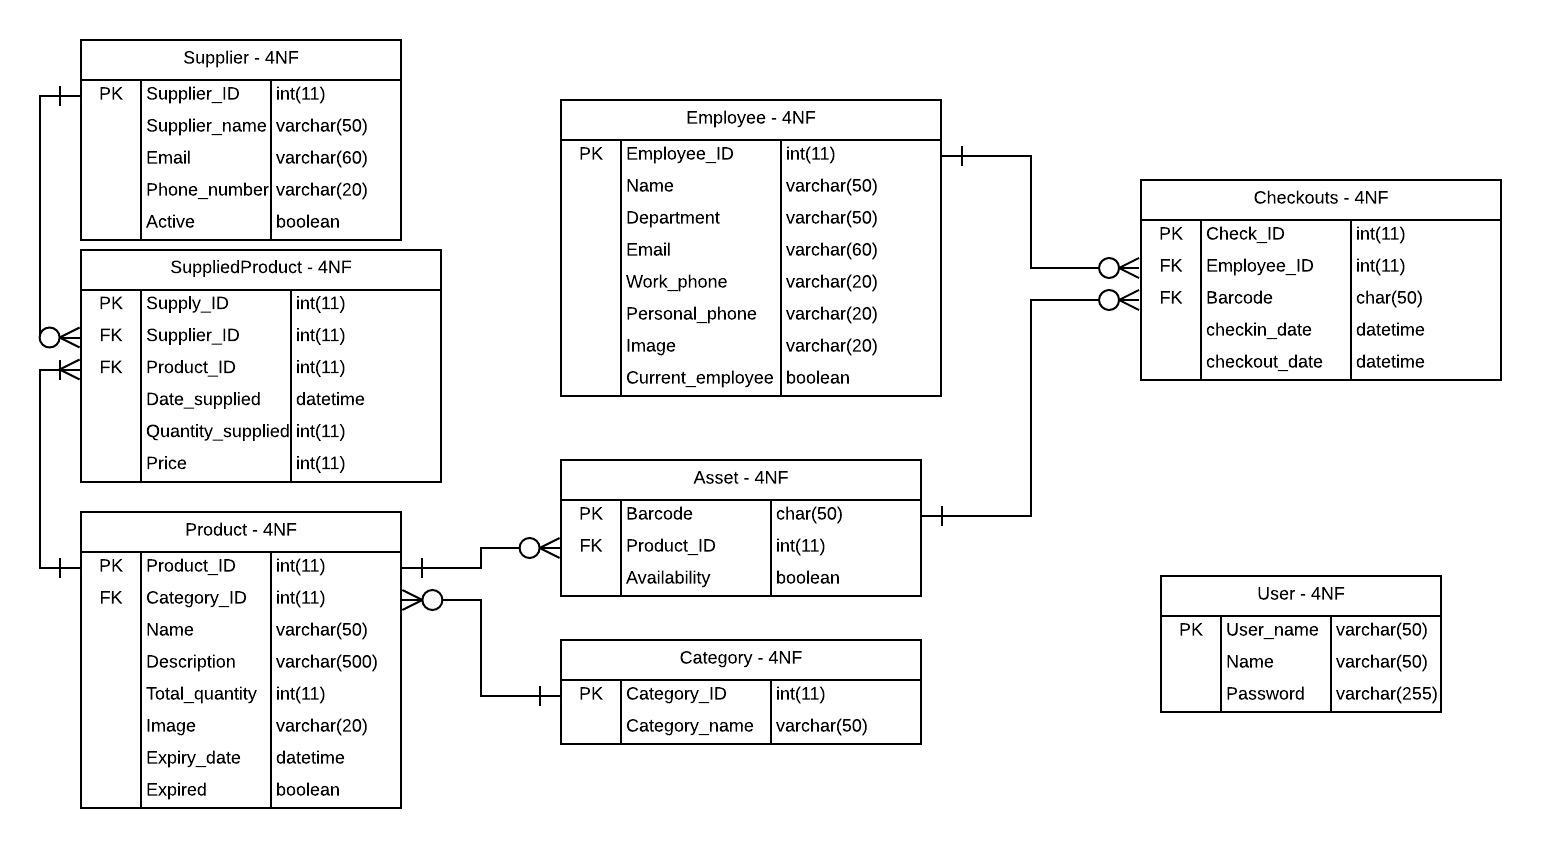 Supplier - 4NF
PK Supplier_ID int(11)
Supplier_name varchar(50)
Email varchar(60)
Phone_number varchar(20)
Active boolean
SuppliedProduct - 4NF
PK Supply_ID int(11)
FK Supplier_ID int(11)
FK Product_ID int(11)
Date_supplied datetime
Quantity_supplied int(11)
Price int(11)
Product - 4NF
PK Product_ID int(11)
FK Category_ID int(11)
Name varchar(50)
Description varchar(500)
Total_quantity int(11)
Image varchar(20)
Expiry_date datetime
Expired boolean
Employee - 4NF
PK Employee_ID int(11)
Name varchar(50)
Department varchar(50)
Email varchar(60)
Work_phone varchar(20)
Personal_phone varchar(20)
Image varchar(20)
Current_employee boolean
Asset - 4NF
PK Barcode char(50)
FK Product_ID int(11)
Availability boolean
Category - 4NF
PK Category_ID int(11)
Category_name varchar(50)
Checkouts - 4NF
PK Check_ID int(11)
FK Employee_ID int(11)
FK Barcode char(50)
checkin_date datetime
checkout_date datetime
User - 4NF
PK User_name varchar(50)
Name varchar(50)
Password varchar(255)